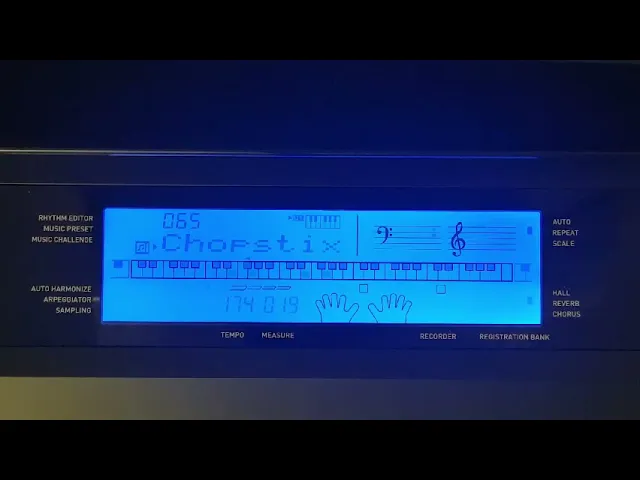 RHYTHM EDITOR
MUSIC PRESET
MUSIC CHALLENGE
AUTO HARMONIZE
ARPEGGIATOR
SAMPLING
065
Chopstix
174 019
TEMPO
MEASURE
RECORDER
REGISTRATION BANK
AUTO
REPEAT
SCALE
HALL
REVERB
CHORUS